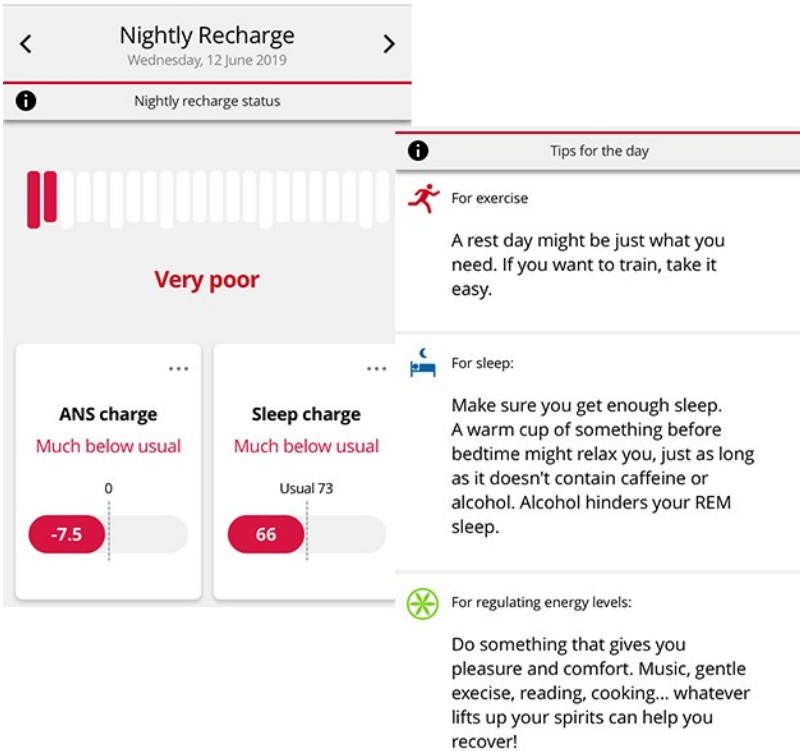 Nightly Recharge
Wednesday, 12 June 2019
Nightly recharge status
Very poor
ANS charge
Much below usual
0
-7.5
Sleep charge
Much below usual
Usual 73
66
Tips for the day
For exercise
A rest day might be just what you
need. If you want to train, take it
easy.
For sleep:
Make sure you get enough sleep.
A warm cup of something before
bedtime might relax you, just as long
as it doesn't contain caffeine or
alcohol. Alcohol hinders your REM
sleep.
For regulating energy levels:
Do something that gives you
pleasure and comfort. Music, gentle
execise, reading, cooking... whatever
lifts up your spirits can help you
recover!